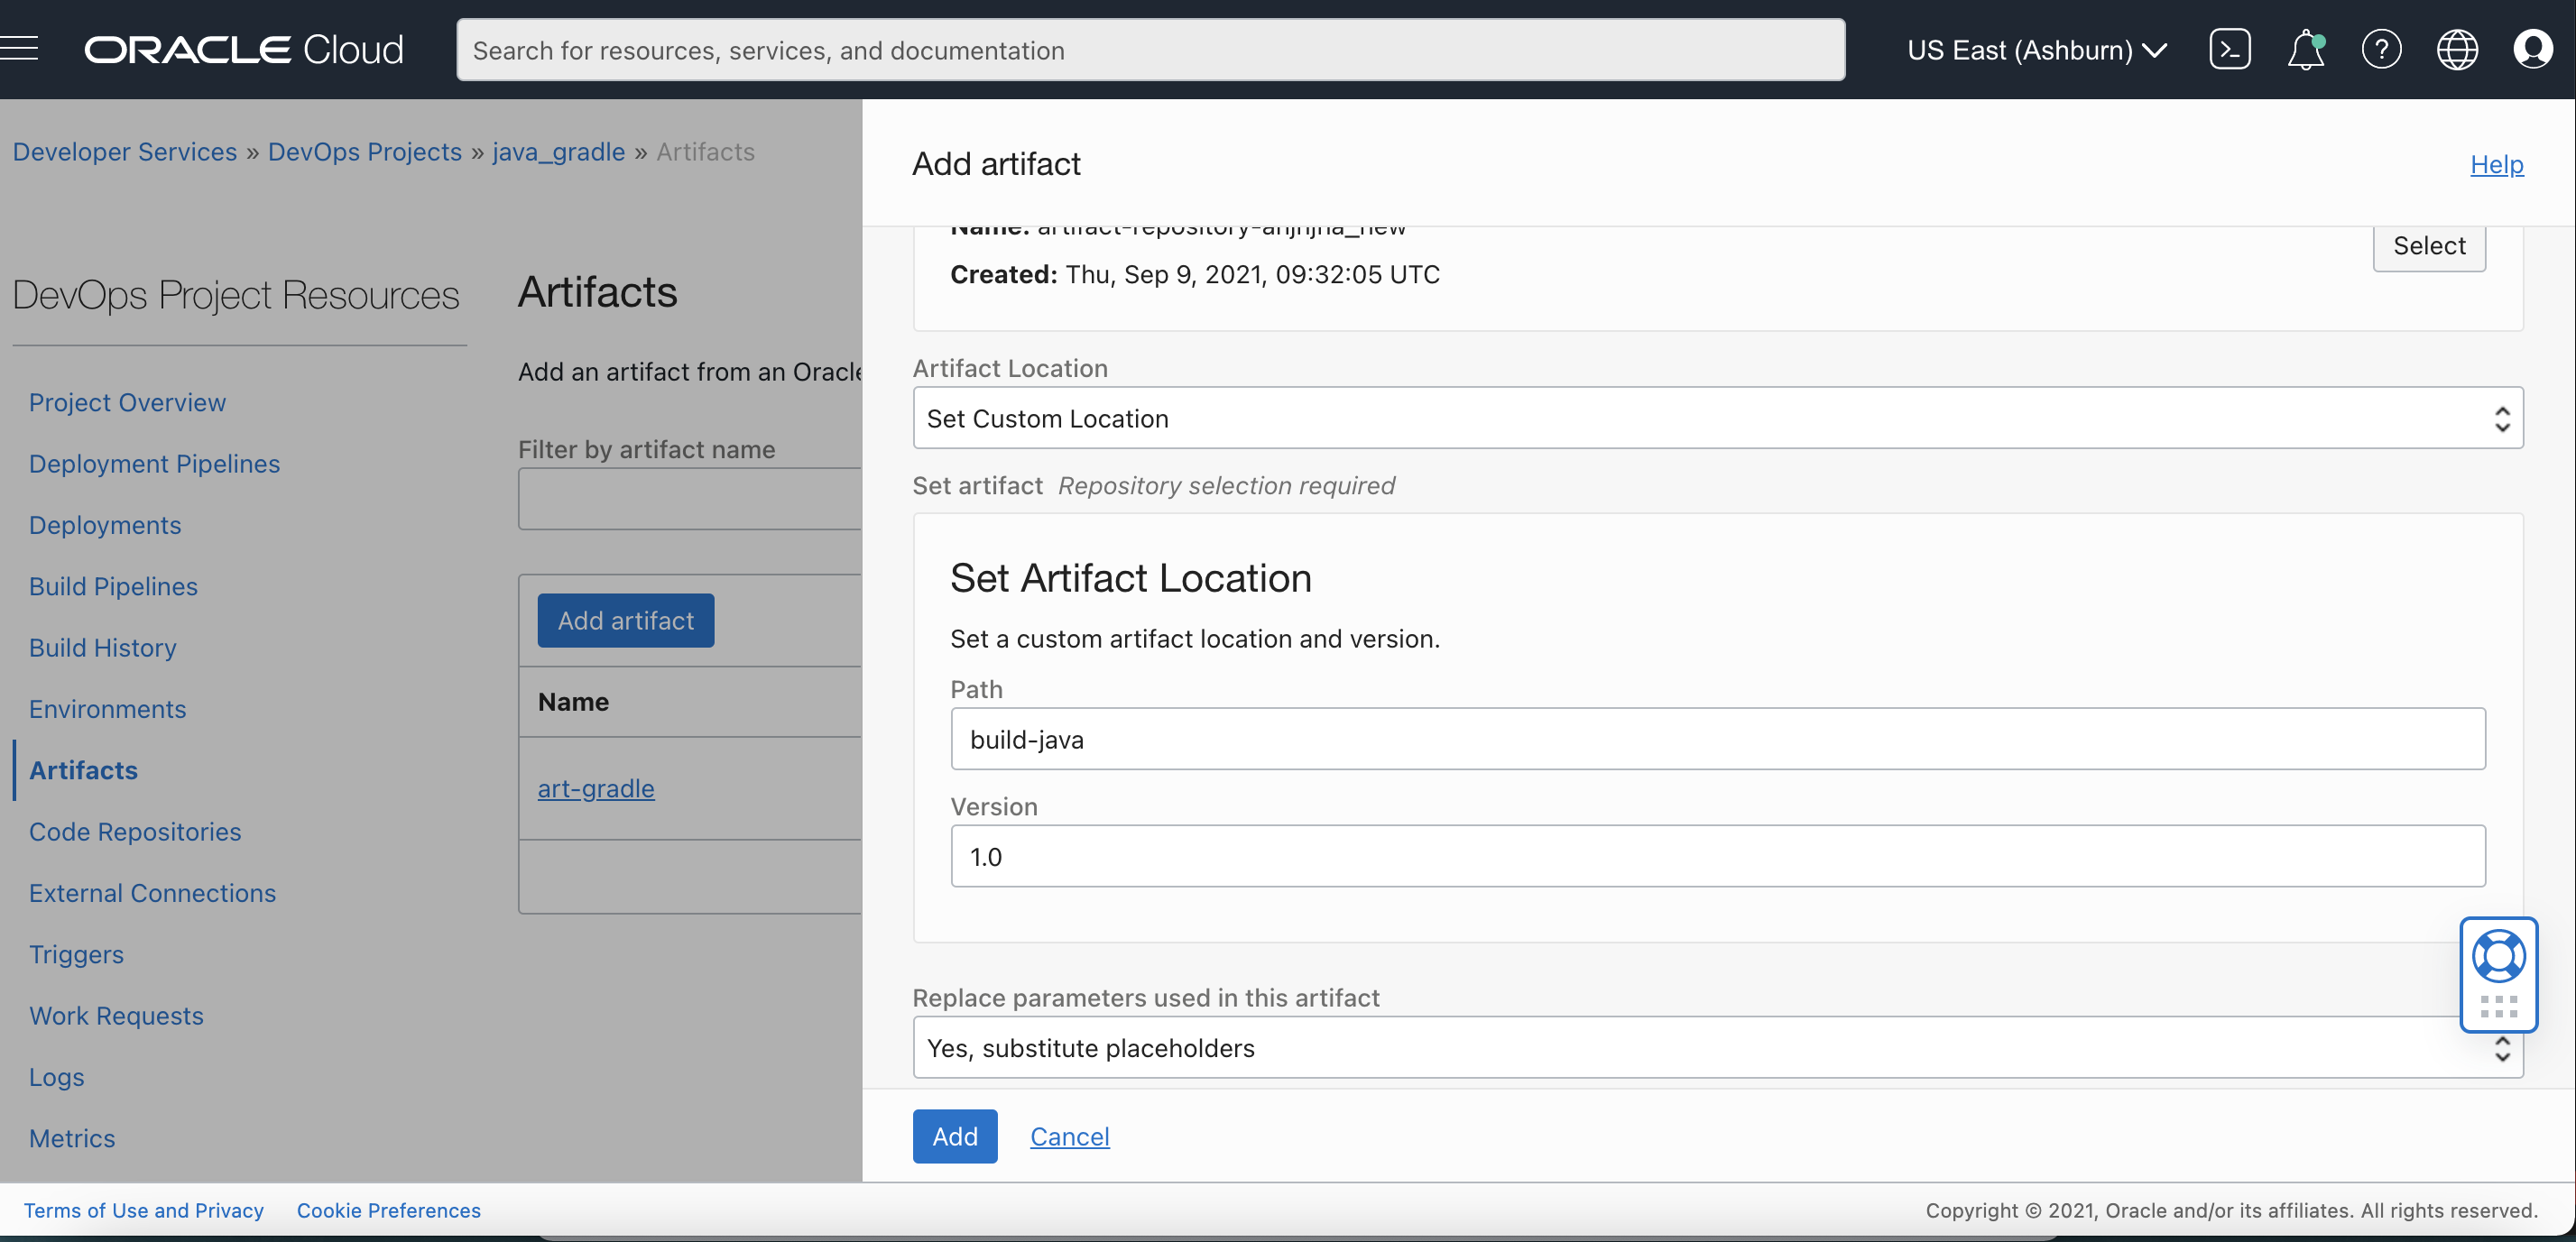 ORACLE Cloud
Search for resources, services, and documentation
US East (Ashburn)
Developer Services » DevOps Projects » java_gradle » Artifacts
DevOps Project Resources
Project Overview
Deployment Pipelines
Deployments
Build Pipelines
Build History
Environments
Artifacts
Code Repositories
External Connections
Triggers
Work Requests
Logs
Metrics
Artifacts
Add an artifact from an Oracle
Filter by artifact name
Add artifact
Name
art-gradle
Add artifact
Help
Name: artifact-repository-
Select
Created: Thu, Sep 9, 2021, 09:32:05 UTC
Artifact Location
Set Custom Location
Set artifact Repository selection required
Set Artifact Location
Set a custom artifact location and version.
Path
build-java
Version
1.0
Replace parameters used in this artifact
Yes, substitute placeholders
Add
Cancel
Terms of Use and Privacy
Cookie Preferences
Copyright © 2021, Oracle and/or its affiliates. All rights reserved.